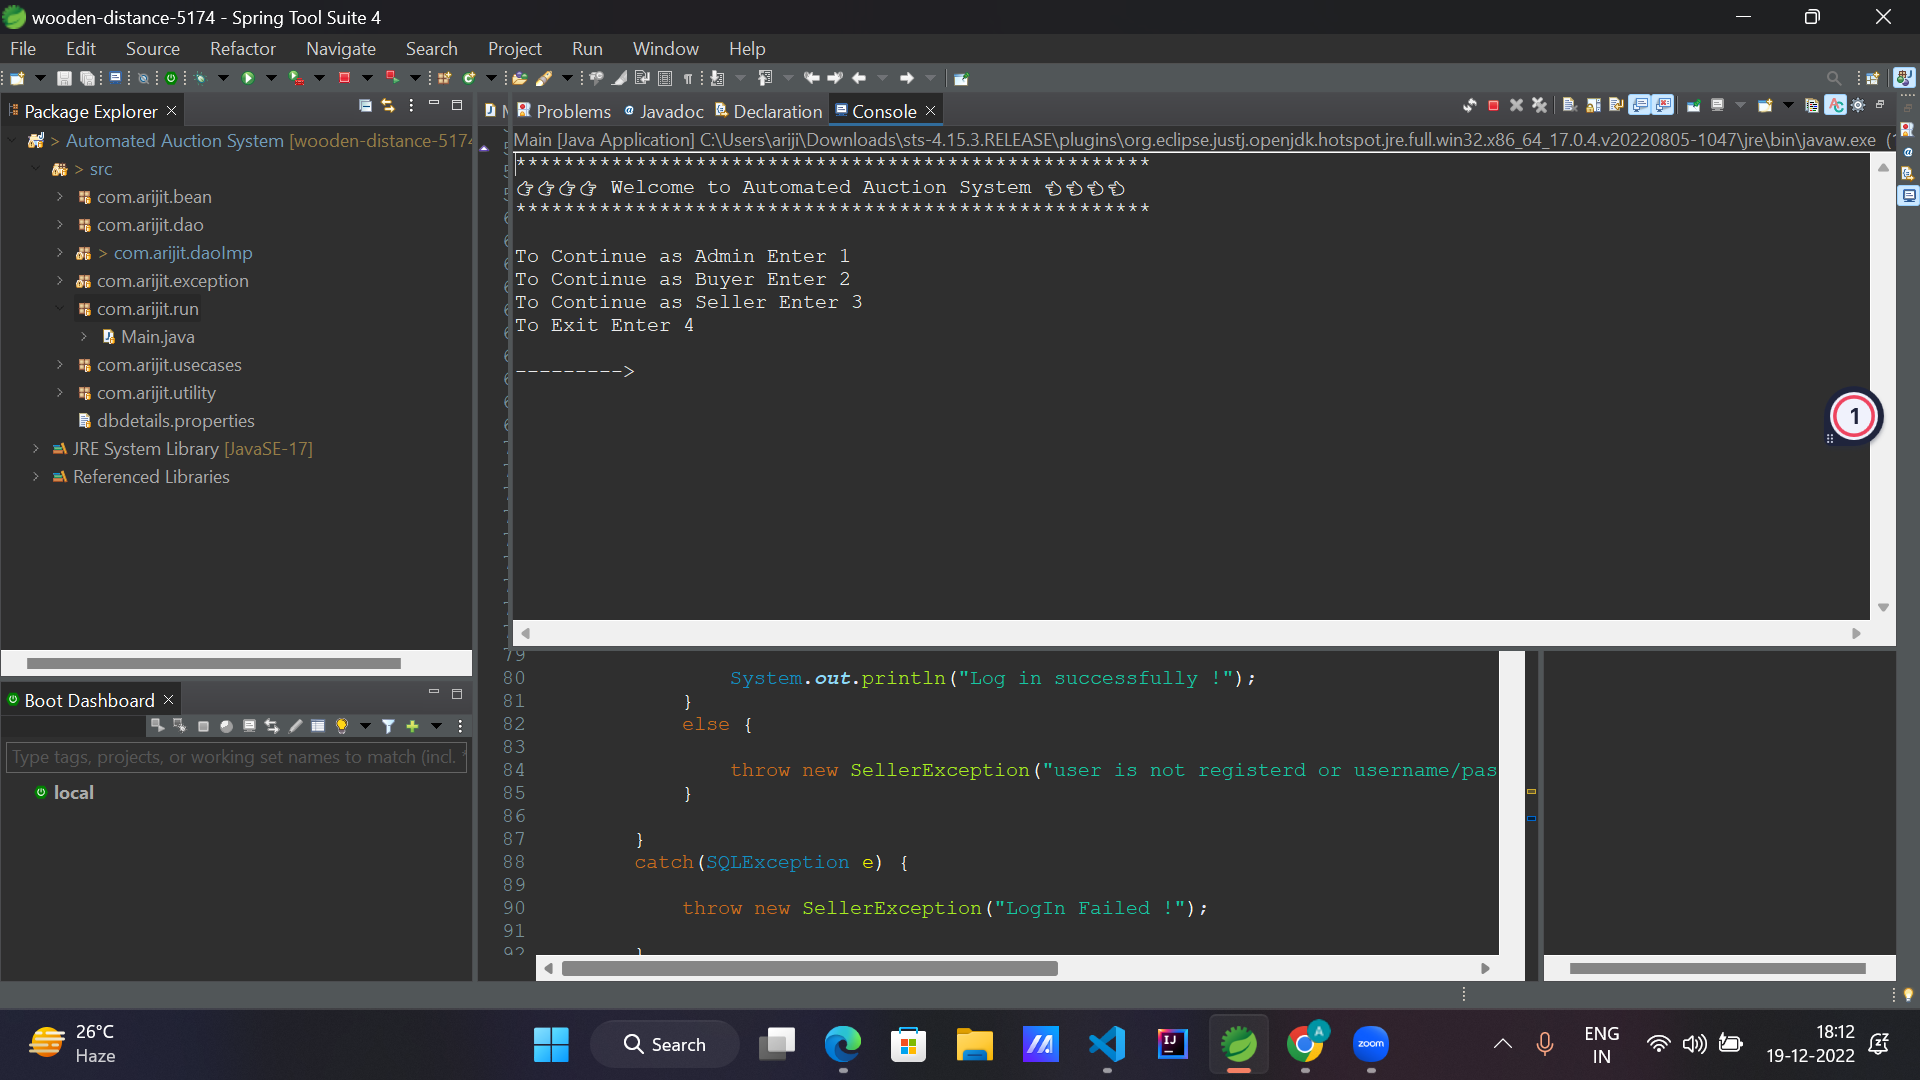 wooden-distance-5174 - Spring Tool Suite 4
File Edit Source Refactor Navigate Search Project Run Window Help
Package Explorer
> Automated Auction System [wooden-distance-5174
> src
com.arijit.bean
com.arijit.dao
> com.arijit.daoImp
com.arijit.exception
com.arijit.run
Main.java
com.arijit.usecases
com.arijit.utility
dbdetails.properties
JRE System Library [JavaSE-17]
Referenced Libraries
Problems Javadoc Declaration Console
Main [Java Application] C:\Users\ariji\Downloads\sts-4.15.3.RELEASE\plugins\org.eclipse.justj.openjdk.hotspot.jre.full.win32.x86_64_17.0.4.v20220805-1047\jre\bin\javaw.exe
*****************************************************
👉👉👉👉 Welcome to Automated Auction System 👈👈👈👈
*****************************************************
To Continue as Admin Enter 1
To Continue as Buyer Enter 2
To Continue as Seller Enter 3
To Exit Enter 4
--------->
1
79
80 System.out.println("Log in successfully !");
81 }
82 else {
83
84 throw new SellerException("user is not registerd or username/pas
85 }
86
87 }
88 catch(SQLException e) {
89
90 throw new SellerException("LogIn Failed !");
91
92 }
Boot Dashboard
Type tags, projects, or working set names to match (incl. *
local
26°C
Haze
Search
zoom
ENG
IN
18:12
19-12-2022